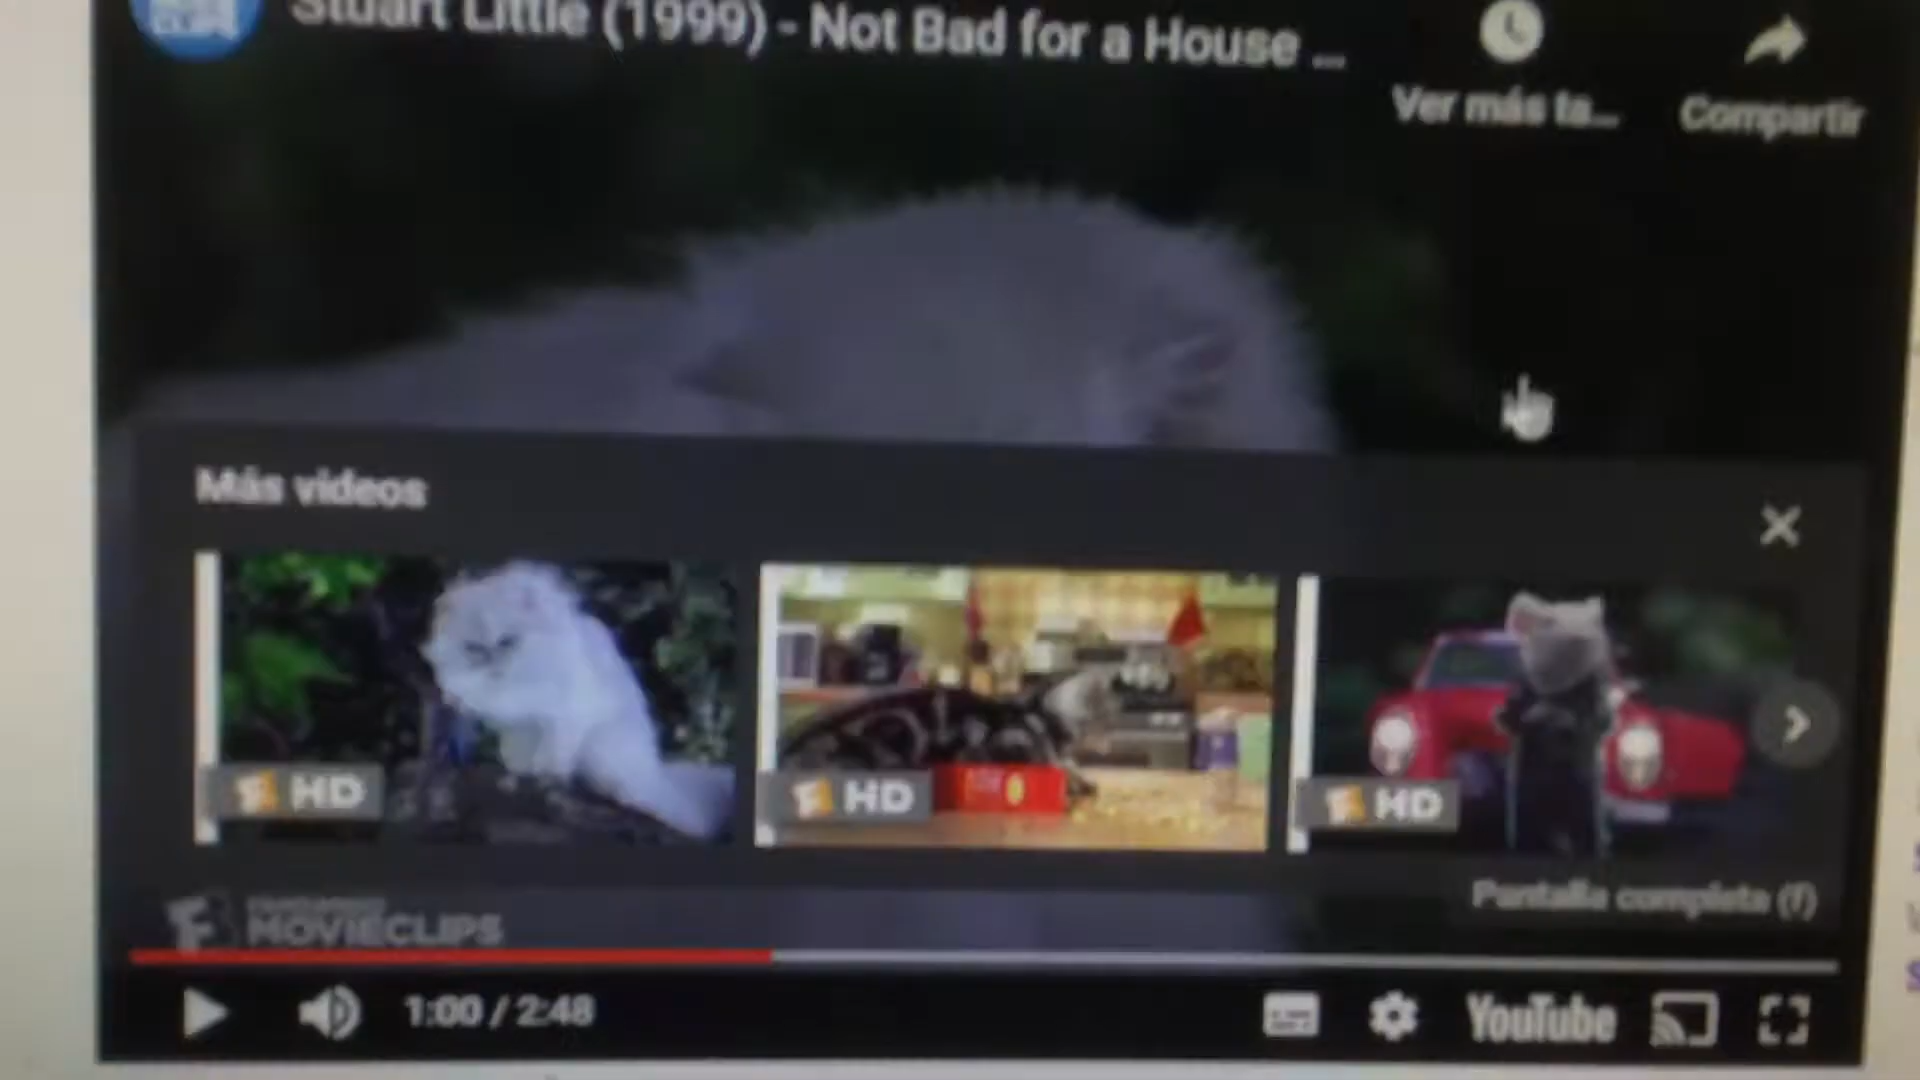 Stuart Little (1999) - Not Bad for a House ...
Ver más ta...
Compartir
Más videos
HD
HD
HD
Pantalla completa (f)
MOVIECLIPS
1:00 / 2:48
YouTube